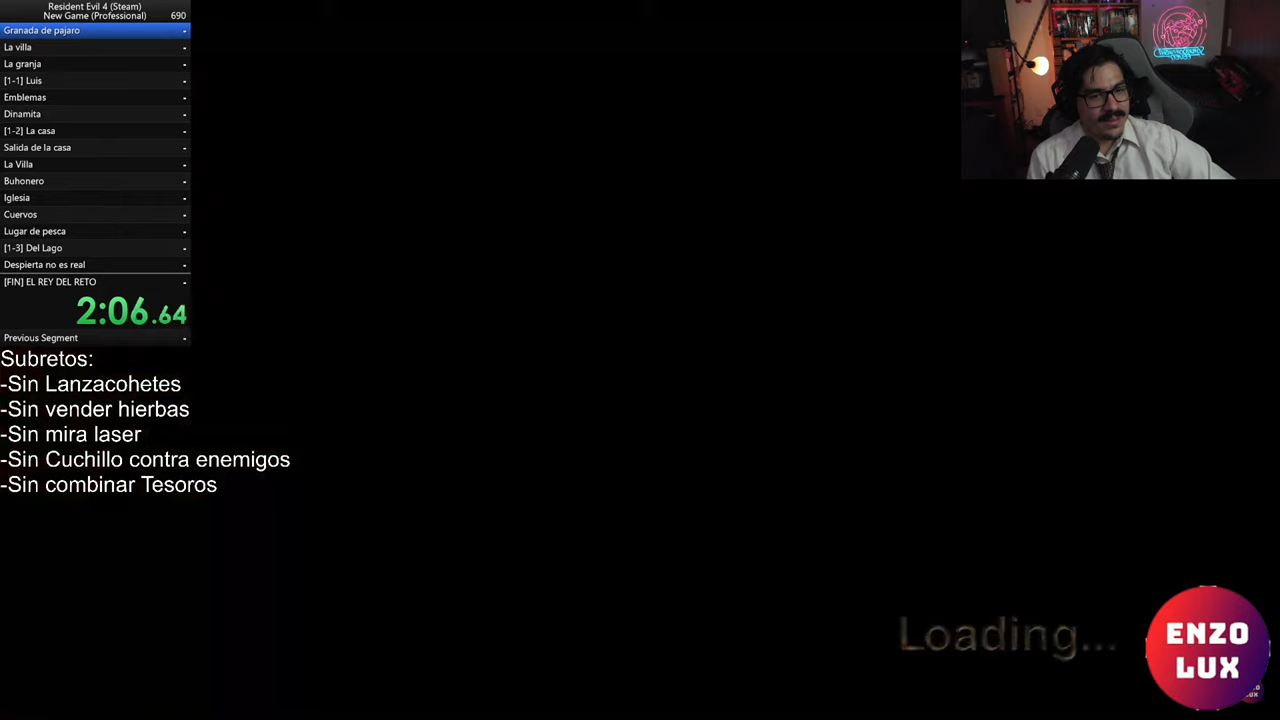 Resident Evil 4 (Steam)
New Game (Professional) 690
Granada de pajaro -
La villa -
La granja -
[1-1] Luis -
Emblemas -
Dinamita -
[1-2] La casa -
Salida de la casa -
La Villa -
Buhonero -
Iglesia -
Cuervos -
Lugar de pesca -
[1-3] Del Lago -
Despierta no es real -
[FIN] EL REY DEL RETO -
2:06.64
Previous Segment -
Subretos:
-Sin Lanzacohetes
-Sin vender hierbas
-Sin mira laser
-Sin Cuchillo contra enemigos
-Sin combinar Tesoros
Loading...
ENZO
LUX